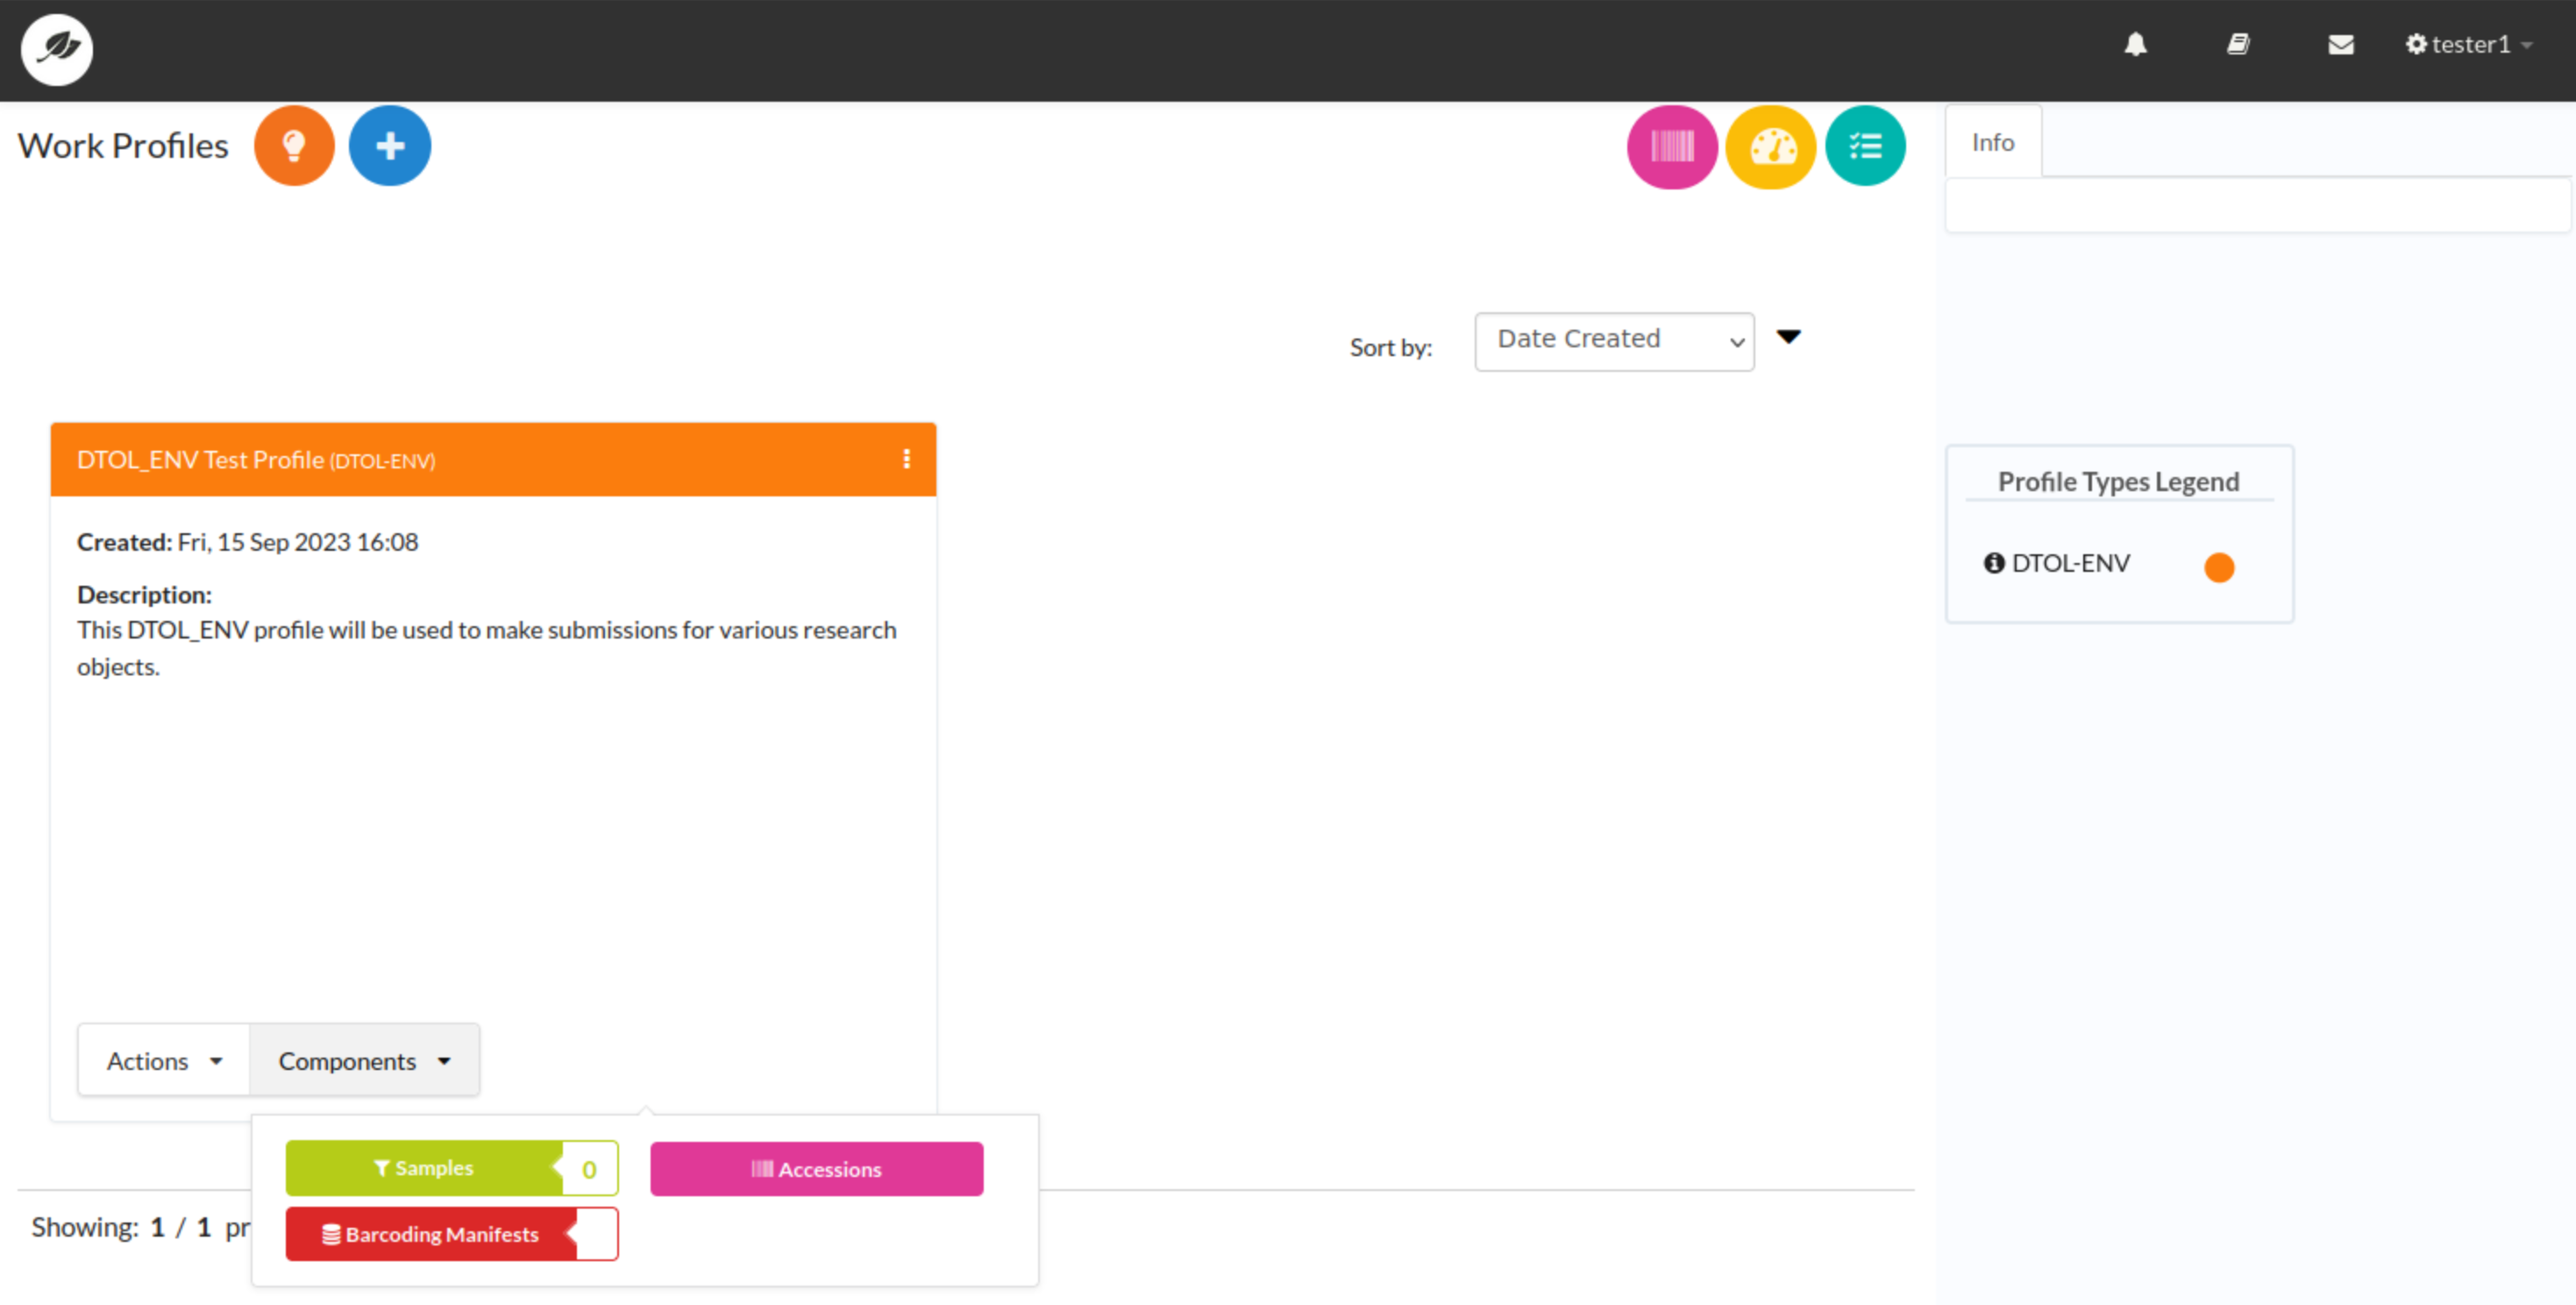 tester1
Work Profiles
Info
Sort by: Date Created
DTOL_ENV Test Profile (DTOL-ENV)
Created: Fri, 15 Sep 2023 16:08
Description:
This DTOL_ENV profile will be used to make submissions for various research
objects.
Profile Types Legend
DTOL-ENV
Actions Components
Samples 0 Accessions
Barcoding Manifests
Showing: 1 / 1 pr